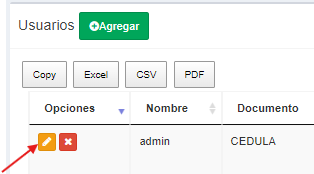 Usuarios Agregar
Copy Excel CSV PDF
Opciones Nombre Documento
admin CEDULA